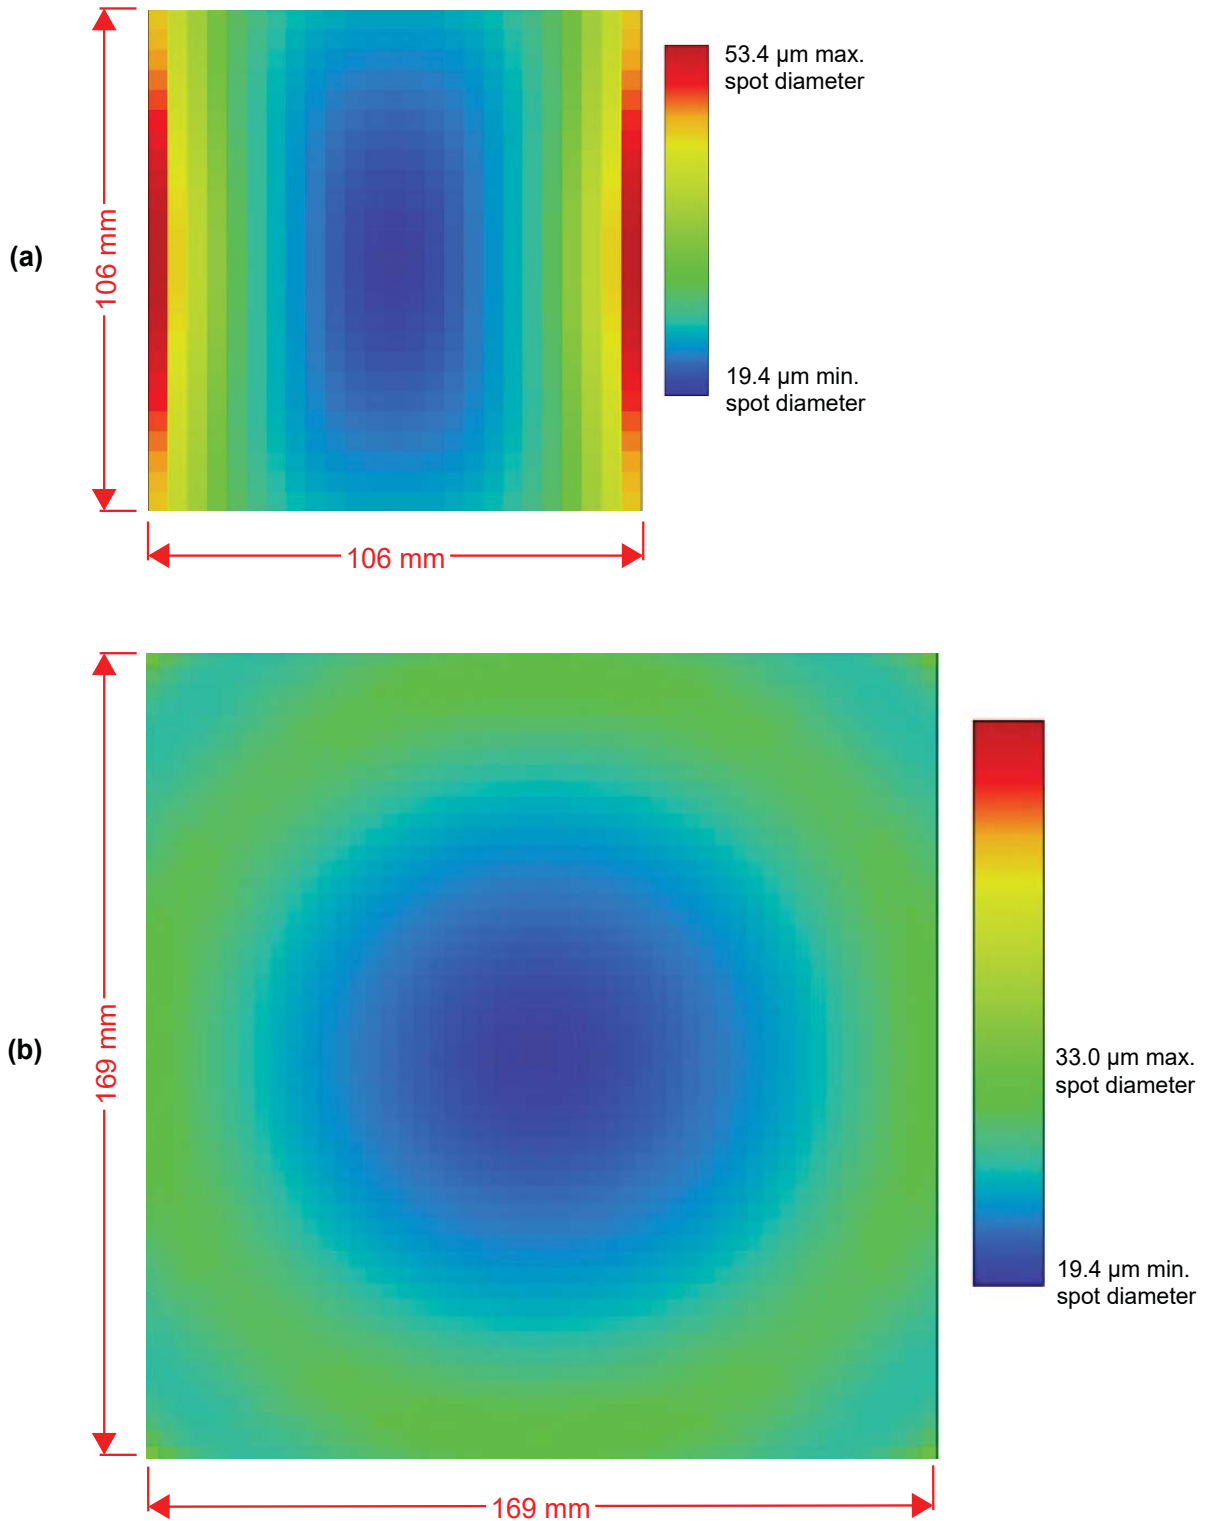 53.4 µm max.
spot diameter
106 mm
(a)
19.4 µm min.
spot diameter
106 mm
33.0 µm max.
spot diameter
169 mm
(b)
19.4 µm min.
spot diameter
169 mm